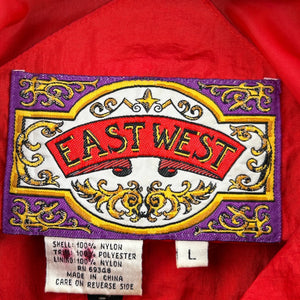 EAST WEST
SHELL: 100% NYLON
TRIM: 100% POLYESTER
LINING: 100% NYLON
RN 69348
MADE IN CHINA
CARE ON REVERSE SIDE
L